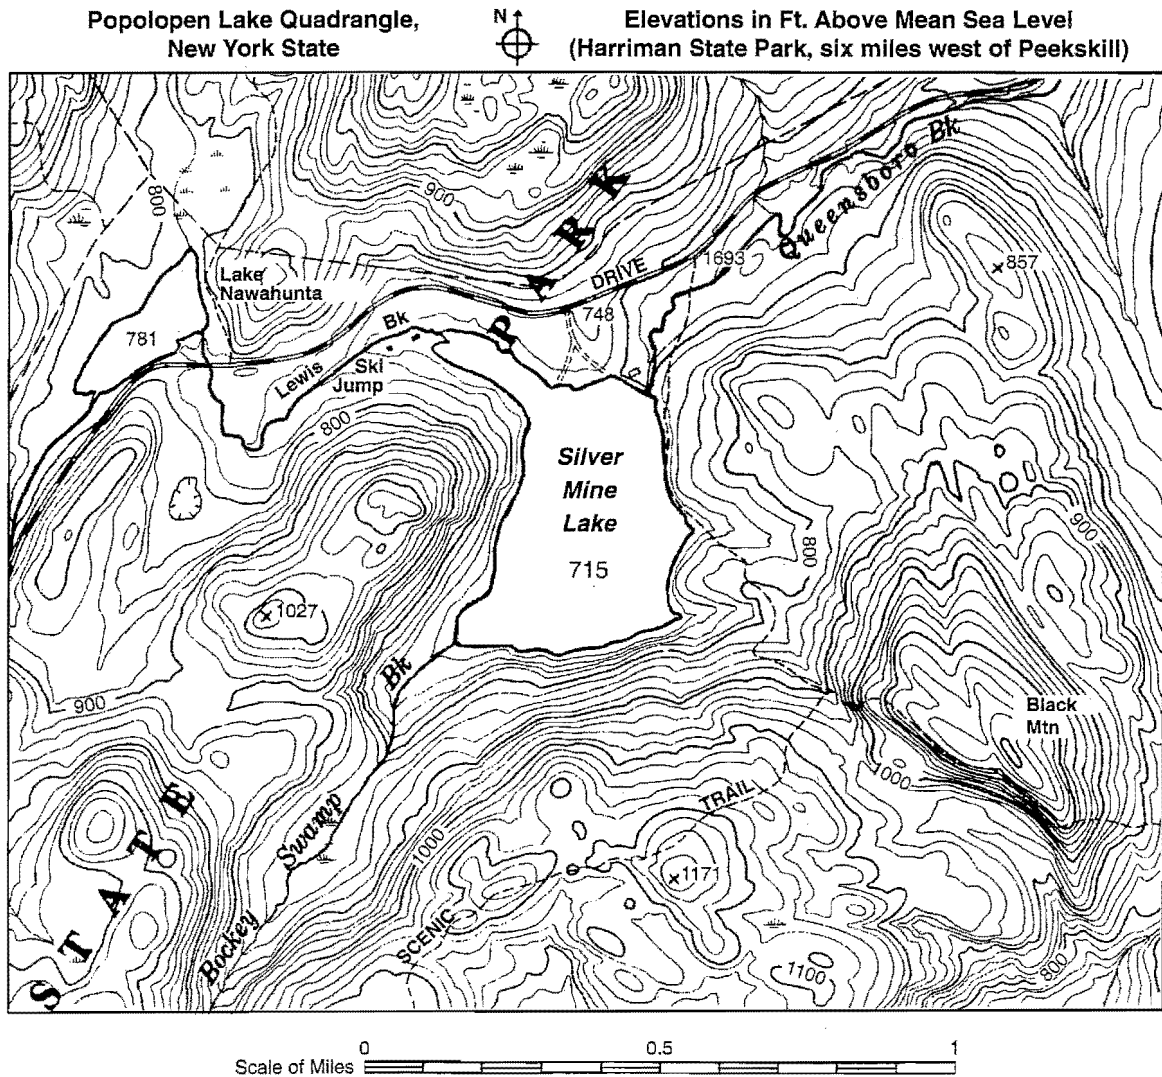 Popolopen Lake Quadrangle,
New York State
N
Elevations in Ft. Above Mean Sea Level
(Harriman State Park, six miles west of Peekskill)
STATE PARK
800
900
Queensboro Bk
857
1693
DRIVE
Lake
Nawahunta
748
781
Bk
Lewis
Ski
Jump
800
Silver
Mine
Lake
715
900
800
1027
Bk
900
Black
Mtn
1000
TRAIL
Swamp
1000
1171
SCENIC
Bockey
1100
800
Scale of Miles
0
0.5
1